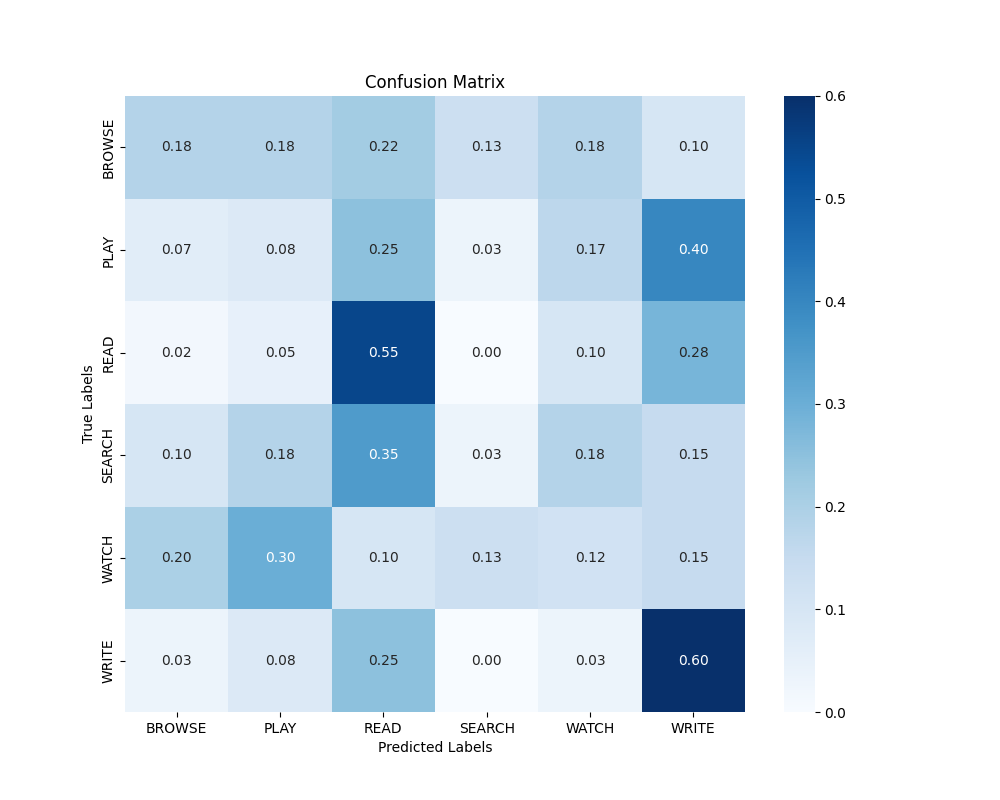 Confusion Matrix
BROWSE 0.18 0.18 0.22 0.13 0.18 0.10
PLAY 0.07 0.08 0.25 0.03 0.17 0.40
READ 0.02 0.05 0.55 0.00 0.10 0.28
SEARCH 0.10 0.18 0.35 0.03 0.18 0.15
WATCH 0.20 0.30 0.10 0.13 0.12 0.15
WRITE 0.03 0.08 0.25 0.00 0.03 0.60
True Labels
BROWSE PLAY READ SEARCH WATCH WRITE
Predicted Labels
0.6
0.5
0.4
0.3
0.2
0.1
0.0